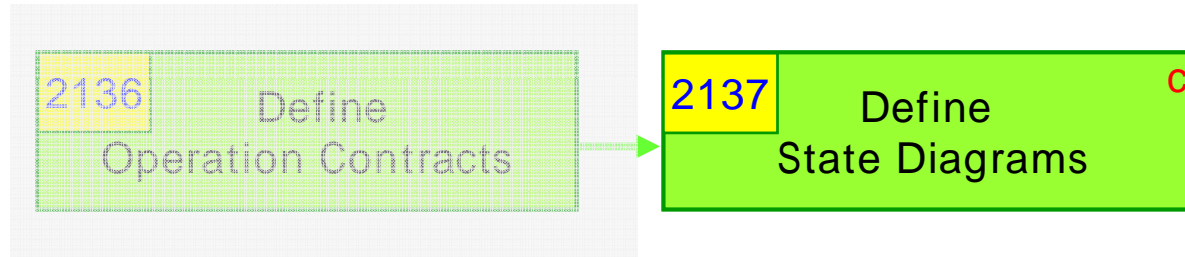 2136
Define
Operation Contracts
2137
c
Define
State Diagrams